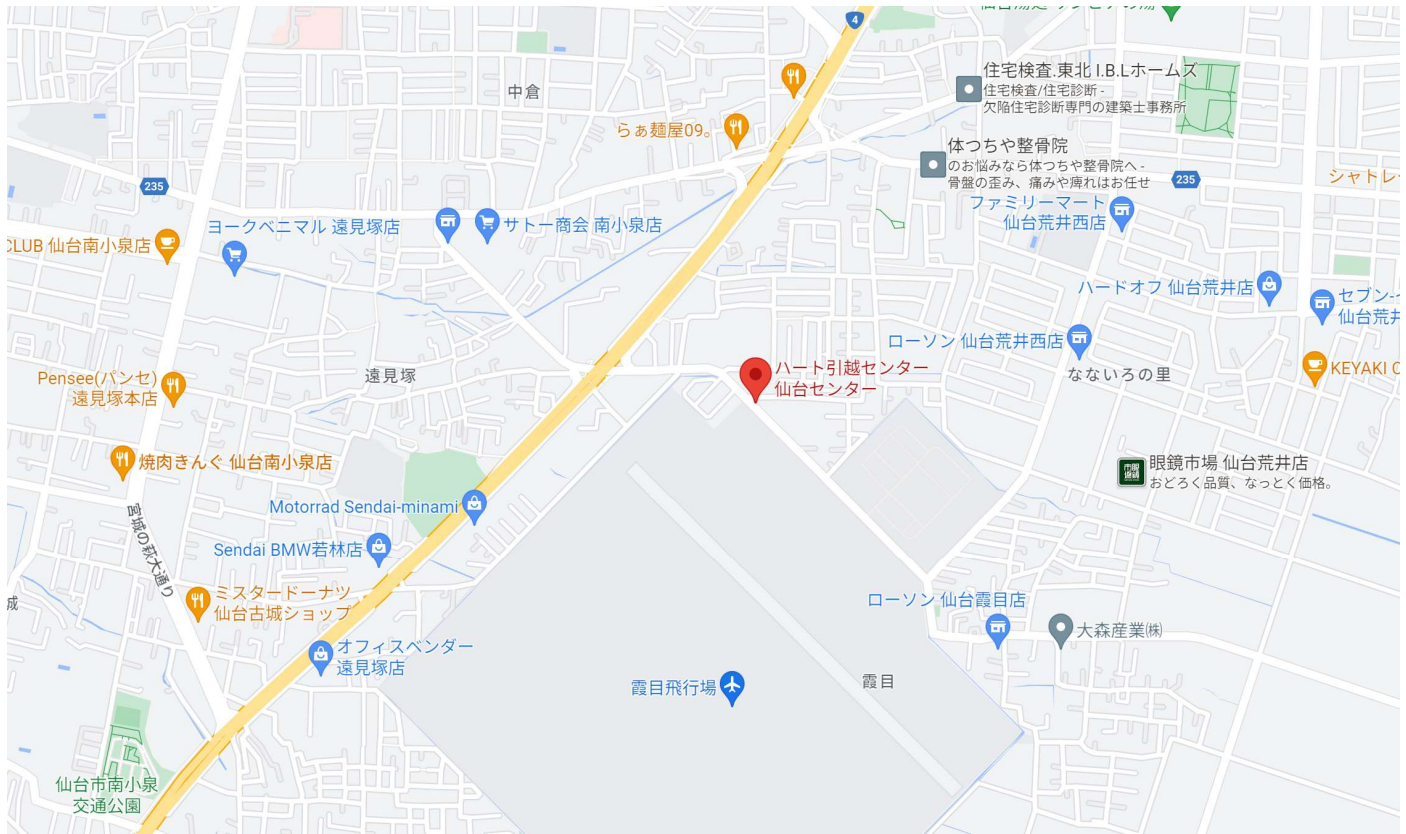 4
住宅検査.東北 I.B.Lホームズ
住宅検査/住宅診断 -
欠陥住宅診断専門の建築士事務所
中倉
らぁ麺屋09。
体つちや整骨院
のお悩みなら体つちや整骨院へ -
骨盤の歪み、痛みや痺れはお任せ
235
235
シャトレ
ファミリーマート
仙台荒井西店
ヨークベニマル 遠見塚店
サトー商会 南小泉店
CLUB 仙台南小泉店
ハードオフ 仙台荒井店
セブン-
仙台荒井
ローソン 仙台荒井西店
ハート引越センター
仙台センター
なないろの里
KEYAKI
遠見塚
Pensee(パンセ)
遠見塚本店
焼肉きんぐ 仙台南小泉店
眼鏡市場 仙台荒井店
おどろく品質、なっとく価格。
Motorrad Sendai-minami
宮城の萩大通り
Sendai BMW若林店
ミスタードーナツ
仙台古城ショップ
城
ローソン 仙台霞目店
大森産業㈱
オフィスベンダー
遠見塚店
霞目飛行場
霞目
仙台市南小泉
交通公園